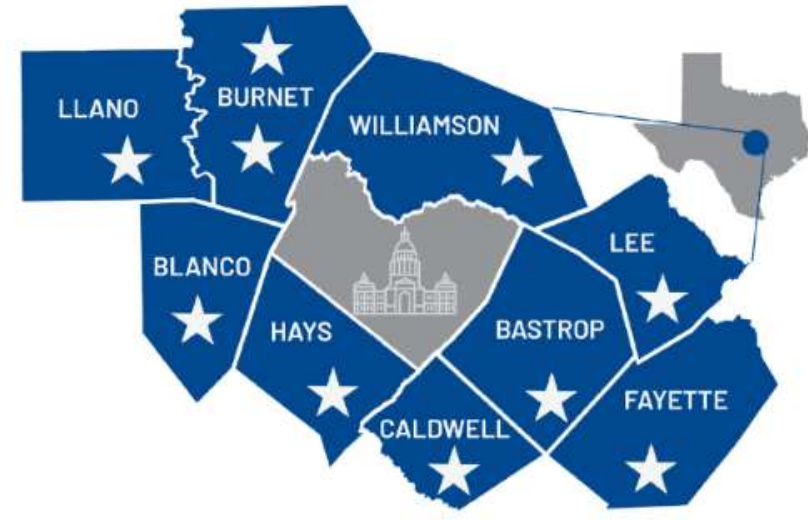 LLANO
BURNET
WILLIAMSON
BLANCO
HAYS
LEE
BASTROP
CALDWELL
FAYETTE